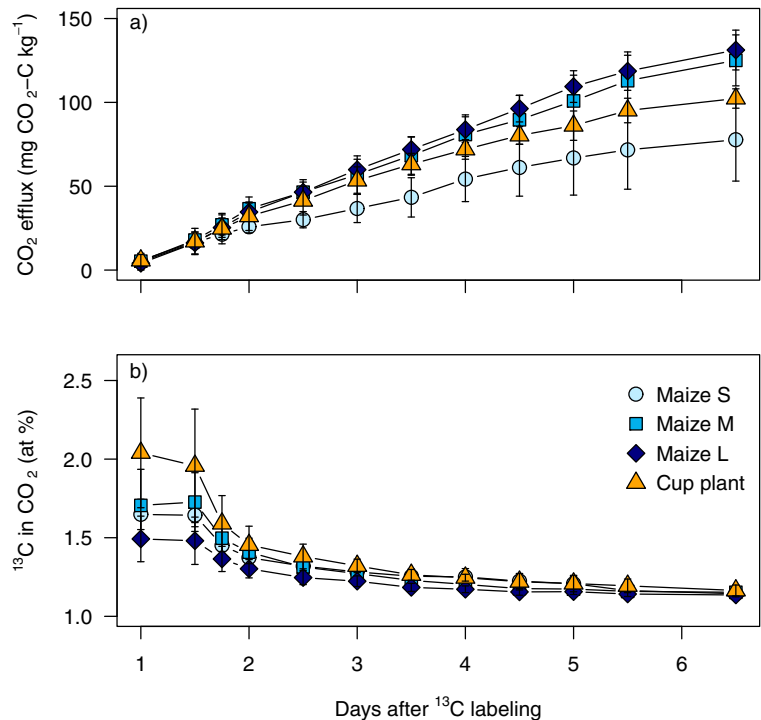 a)
CO₂ efflux (mg CO₂−C kg⁻¹)
150
100
50
0
b)
¹³C in CO₂ (at %)
2.5
2.0
1.5
1.0
Maize S
Maize M
Maize L
Cup plant
1 2 3 4 5 6
Days after ¹³C labeling